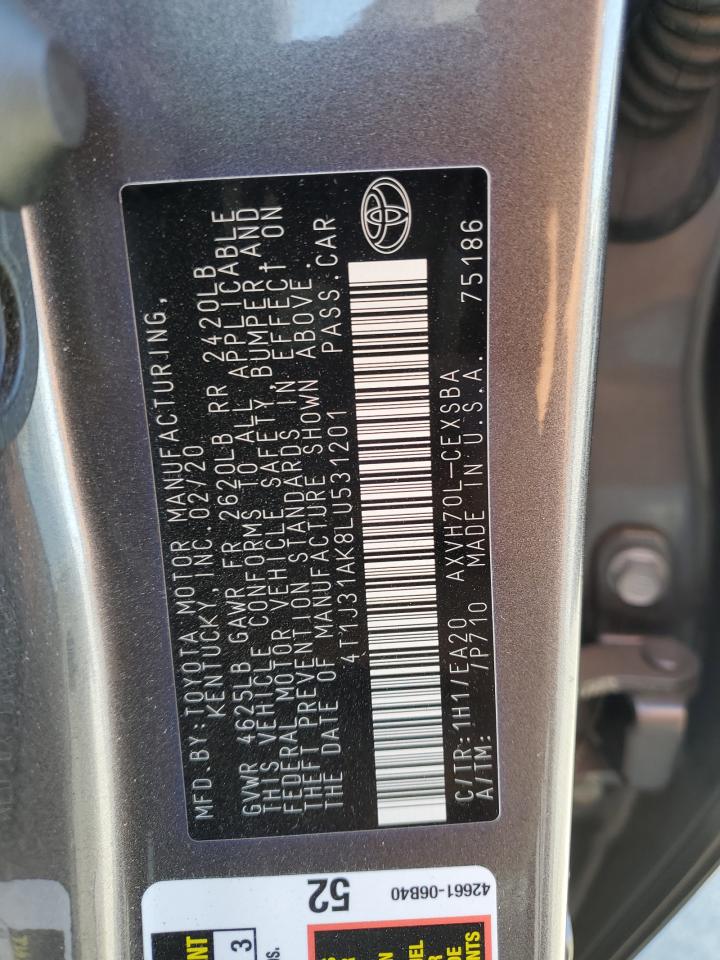 MFD. BY: TOYOTA MOTOR MANUFACTURING,
KENTUCKY, INC. 02/20
GVWR 4625LB GAWR FR 2620LB RR 2420LB
THIS VEHICLE CONFORMS TO ALL APPLICABLE
FEDERAL MOTOR VEHICLE SAFETY, BUMPER AND
THEFT PREVENTION STANDARDS IN EFFECT ON
THE DATE OF MANUFACTURE SHOWN ABOVE.
4T1J31AK8LU531201 PASS. CAR
C/TR: 1H1/EA20 AXVH70L-CEXSBA
A/TM: /P710 MADE IN U.S.A. 75186
52
42661-06B40
3